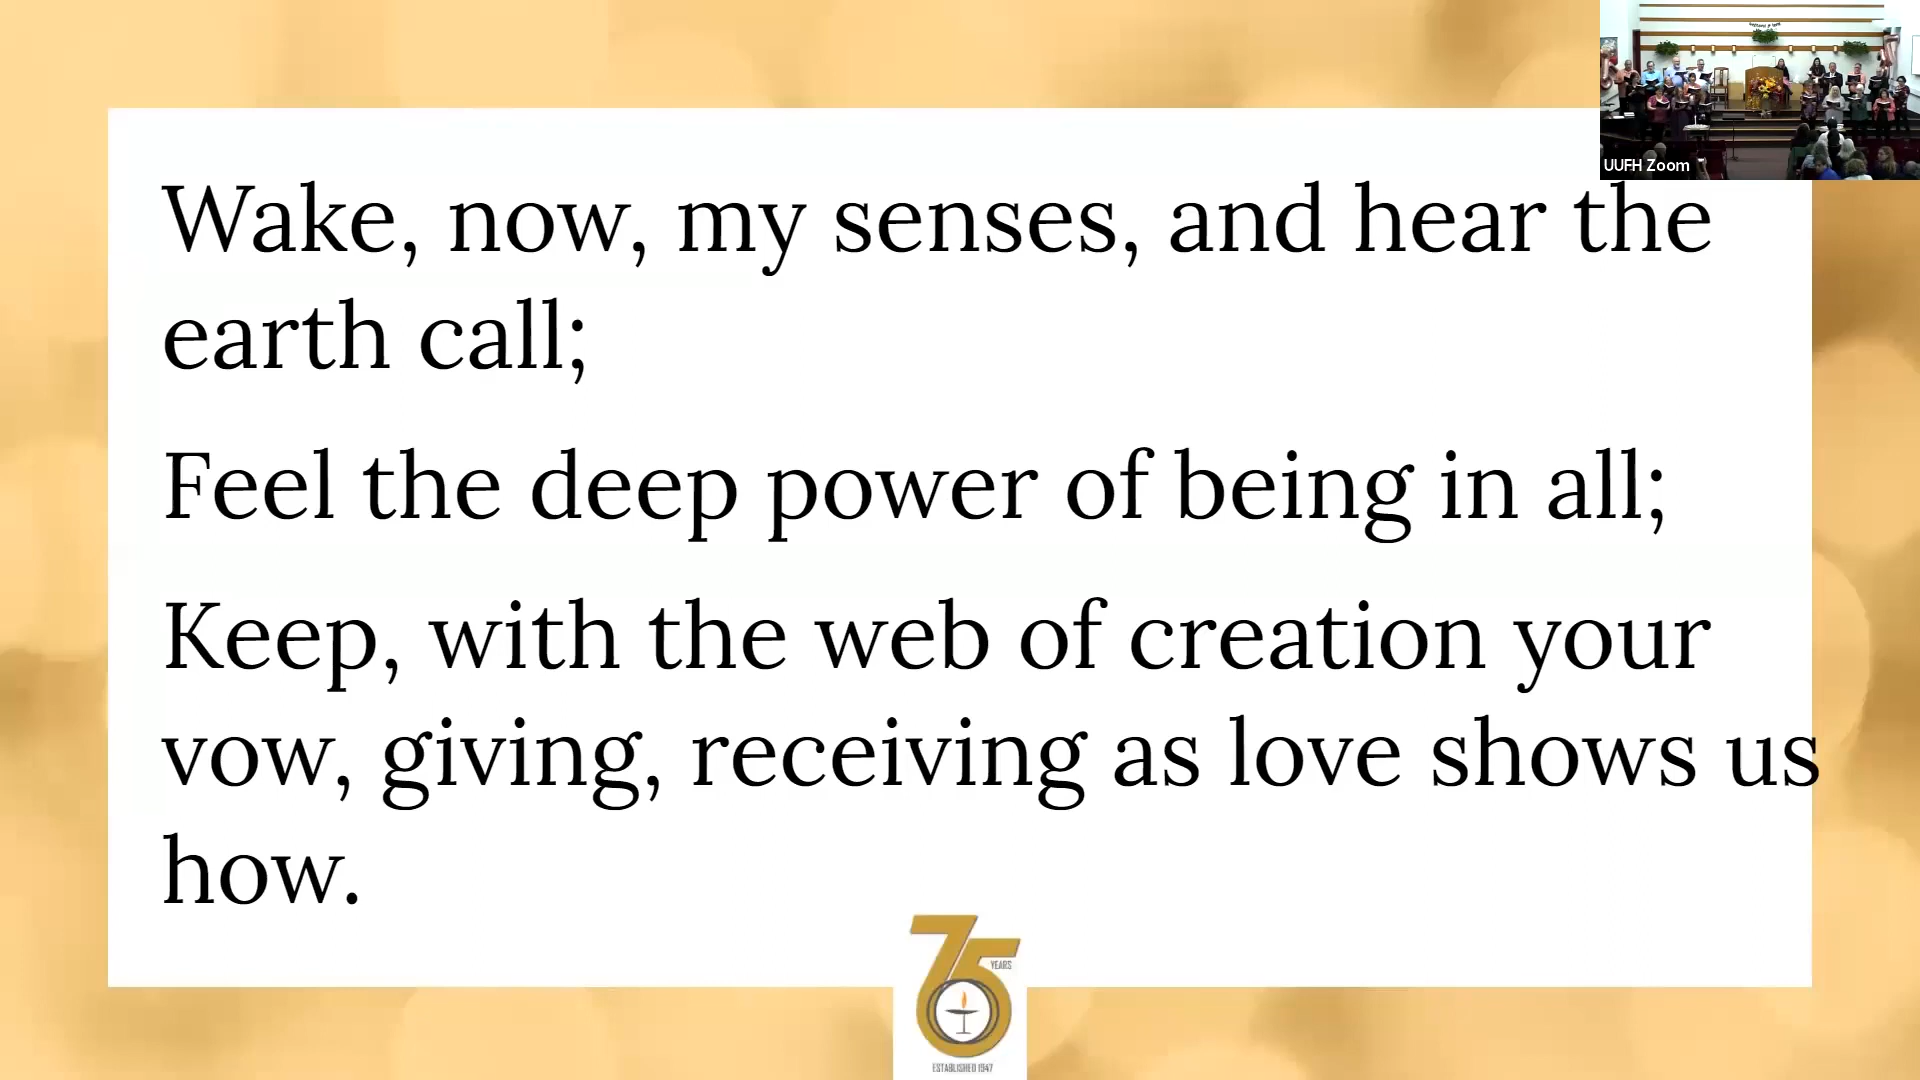 Wake, now, my senses, and hear the
earth call;
Feel the deep power of being in all;
Keep, with the web of creation your
vow, giving, receiving as love shows us
how.
UUFH Zoom
75
YEARS
ESTABLISHED 1947